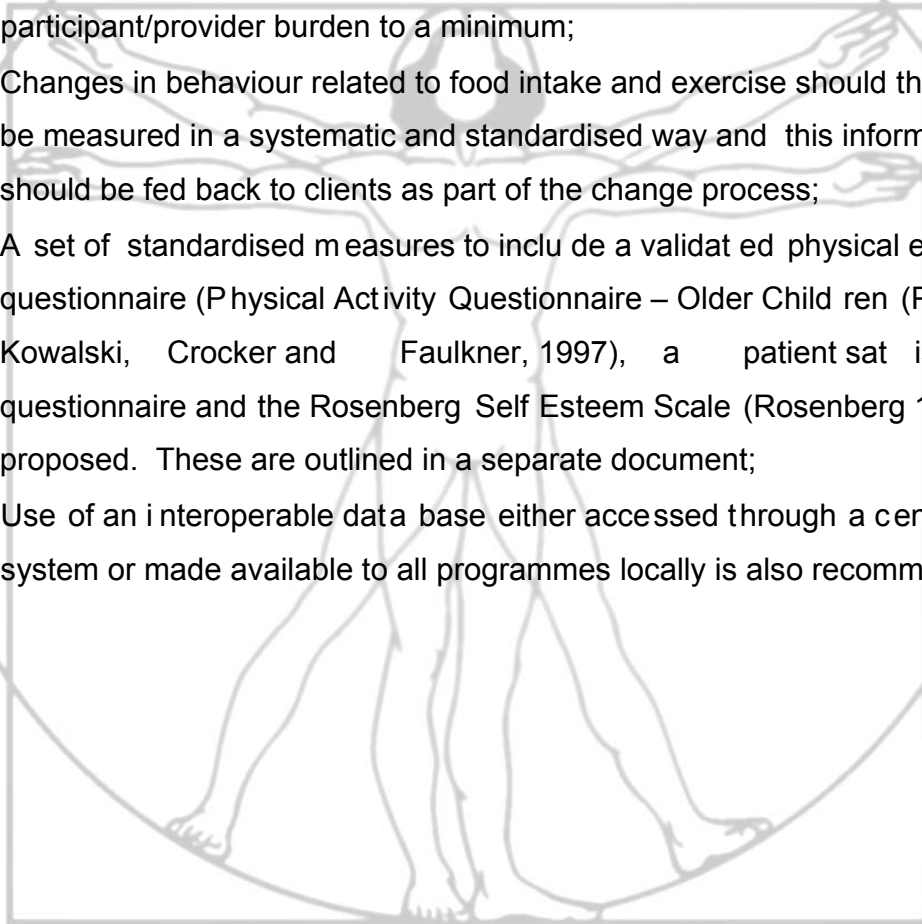 participant/provider burden to a minimum;
Changes in behaviour related to food intake and exercise should th
be measured in a systematic and standardised way and this inform
should be fed back to clients as part of the change process;
A set of standardised measures to include a validated physical e
questionnaire (Physical Activity Questionnaire – Older Children (P
Kowalski, Crocker and Faulkner, 1997), a patient sat i
questionnaire and the Rosenberg Self Esteem Scale (Rosenberg 1
proposed. These are outlined in a separate document;
Use of an interoperable data base either accessed through a cen
system or made available to all programmes locally is also recomm